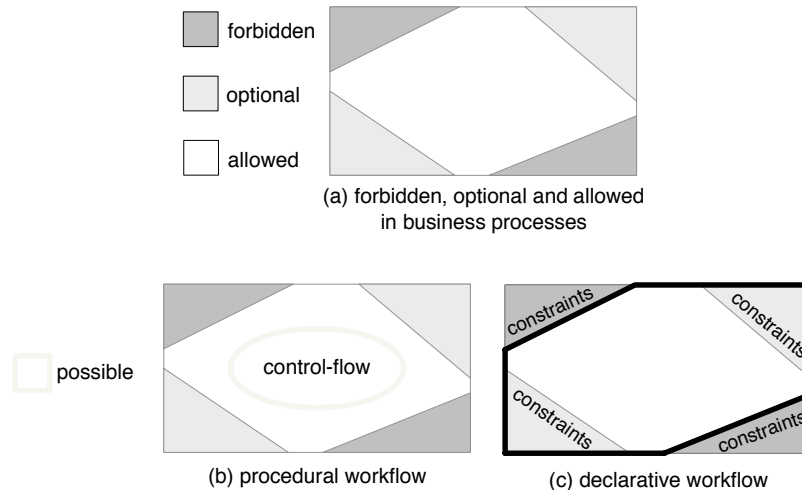 forbidden
optional
allowed
(a) forbidden, optional and allowed
in business processes
possible
control-flow
(b) procedural workflow
constraints
constraints
constraints
constraints
(c) declarative workflow